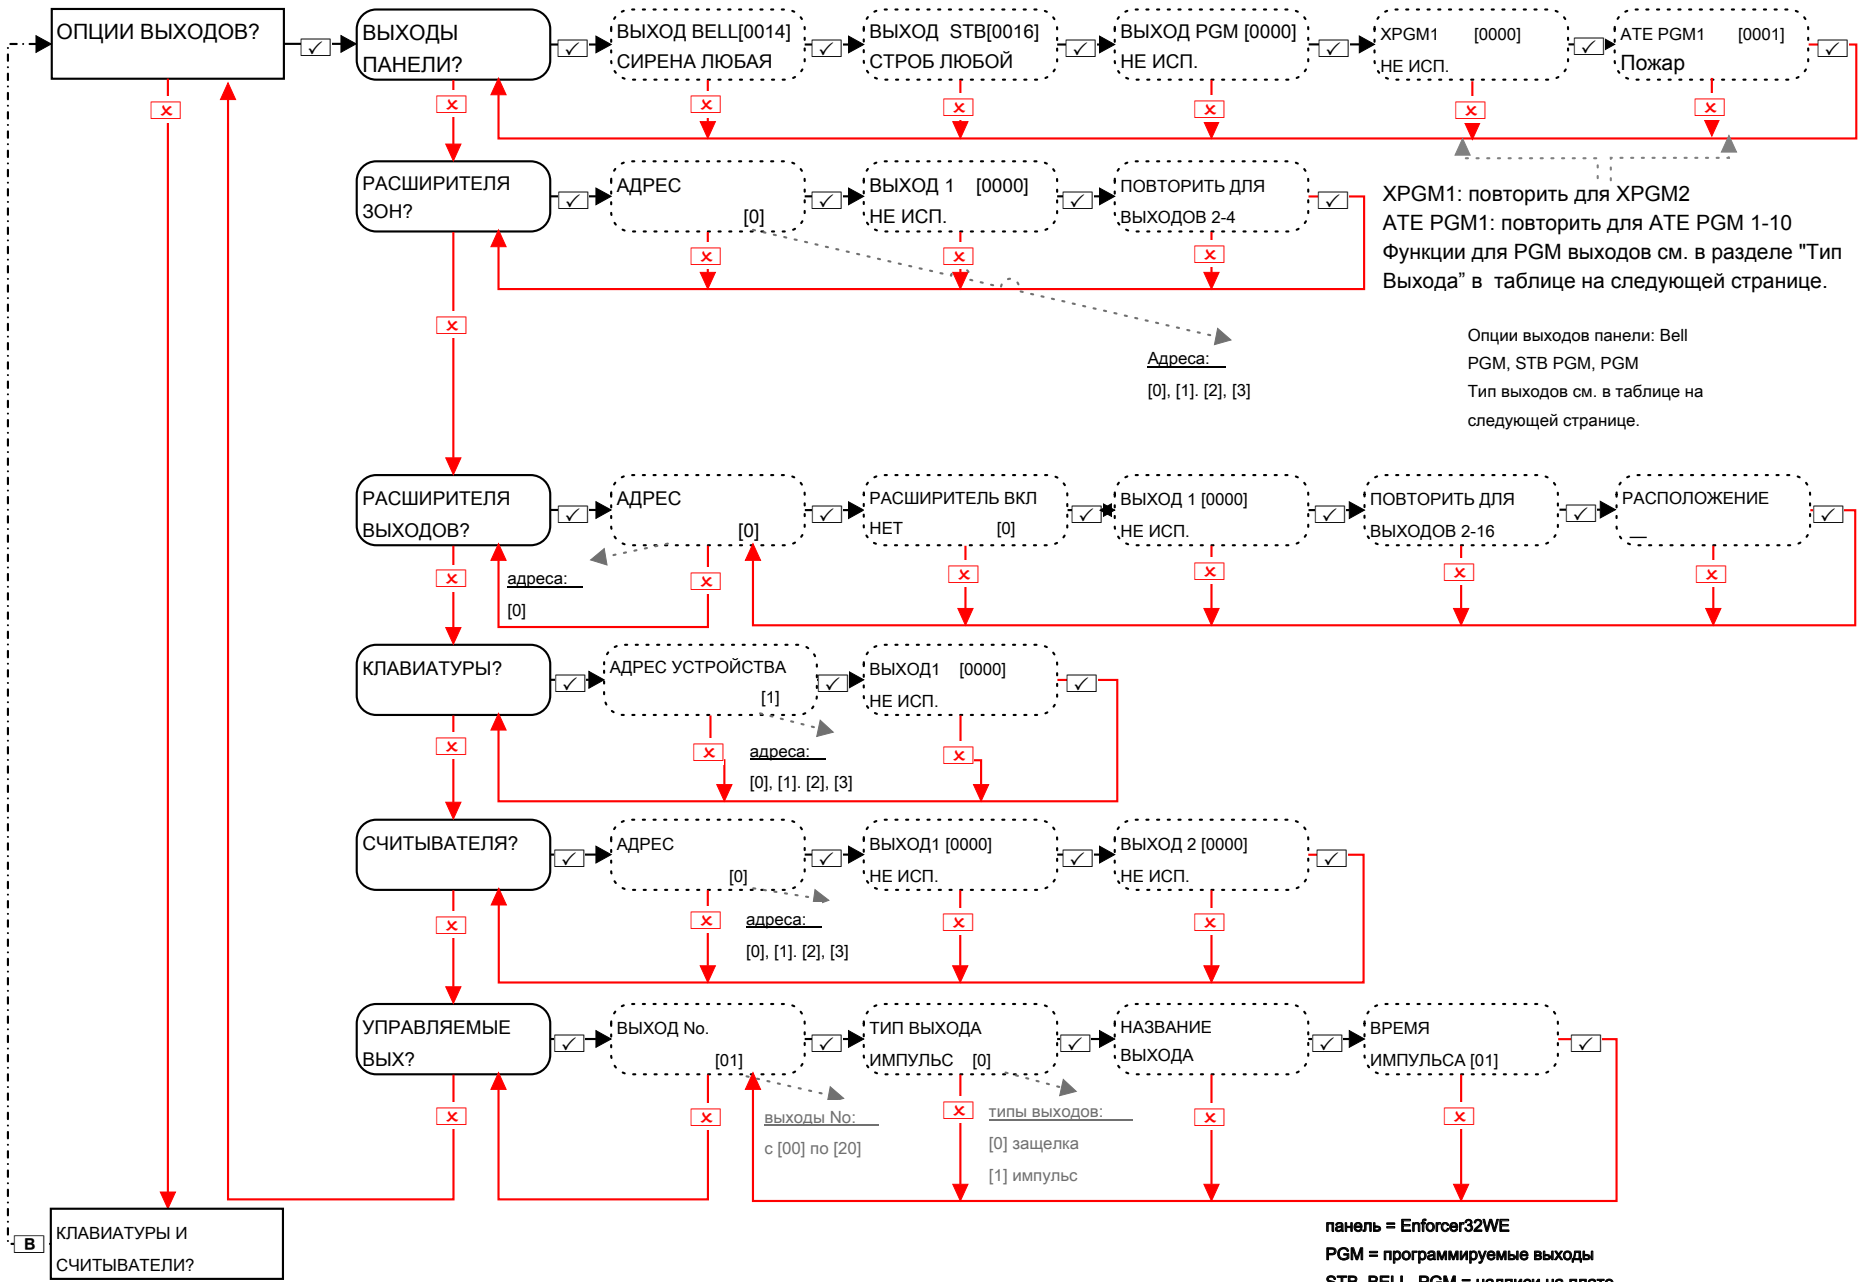 ОПЦИИ ВЫХОДОВ?
ВЫХОДЫ
ПАНЕЛИ?
ВЫХОД BELL[0014]
СИРЕНА ЛЮБАЯ
ВЫХОД STB[0016]
СТРОБ ЛЮБОЙ
ВЫХОД PGM [0000]
НЕ ИСП.
XPGM1 [0000]
НЕ ИСП.
ATE PGM1 [0001]
Пожар
РАСШИРИТЕЛЯ
ЗОН?
АДРЕС
[0]
ВЫХОД 1 [0000]
НЕ ИСП.
ПОВТОРИТЬ ДЛЯ
ВЫХОДОВ 2-4
XPGM1: повторить для XPGM2
ATE PGM1: повторить для ATE PGM 1-10
Функции для PGM выходов см. в разделе "Тип
Выхода” в таблице на следующей странице.
Адреса:
[0], [1]. [2], [3]
Опции выходов панели: Bell
PGM, STB PGM, PGM
Тип выходов см. в таблице на
следующей странице.
РАСШИРИТЕЛЯ
ВЫХОДОВ?
АДРЕС
[0]
РАСШИРИТЕЛЬ ВКЛ
НЕТ [0]
ВЫХОД 1 [0000]
НЕ ИСП.
ПОВТОРИТЬ ДЛЯ
ВЫХОДОВ 2-16
РАСПОЛОЖЕНИЕ
__
адреса:
[0]
КЛАВИАТУРЫ?
АДРЕС УСТРОЙСТВА
[1]
ВЫХОД1 [0000]
НЕ ИСП.
адреса:
[0], [1]. [2], [3]
СЧИТЫВАТЕЛЯ?
АДРЕС
[0]
ВЫХОД1 [0000]
НЕ ИСП.
ВЫХОД 2 [0000]
НЕ ИСП.
адреса:
[0], [1]. [2], [3]
УПРАВЛЯЕМЫЕ
ВЫХ?
ВЫХОД No.
[01]
ТИП ВЫХОДА
ИМПУЛЬС [0]
НАЗВАНИЕ
ВЫХОДА
ВРЕМЯ
ИМПУЛЬСА [01]
выходы No:
с [00] по [20]
типы выходов:
[0] защелка
[1] импульс
B
КЛАВИАТУРЫ И
СЧИТЫВАТЕЛИ?
панель = Enforcer32WE
PGM = программируемые выходы
STB, BELL, PGM = надписи на плате